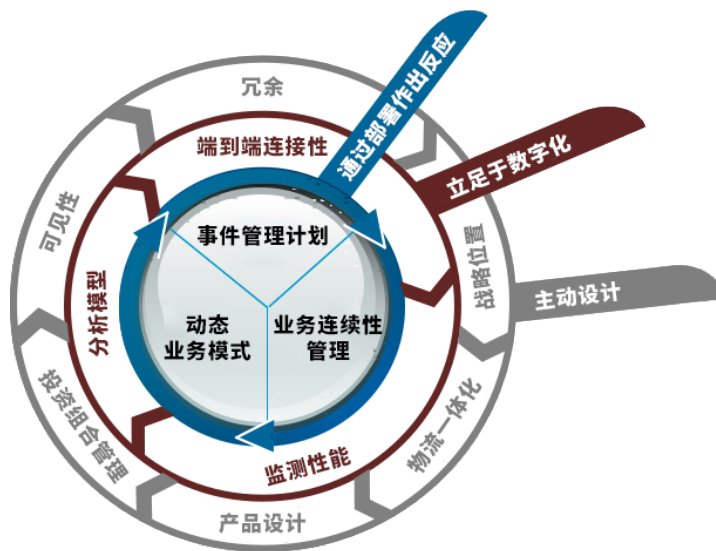 冗余
通过部署作出反应
端到端连接性
立足于数字化
可见性
事件管理计划
战略位置
主动设计
分析模型
动态
业务模式
业务连续性
管理
投资组合管理
物流一体化
监测性能
产品设计